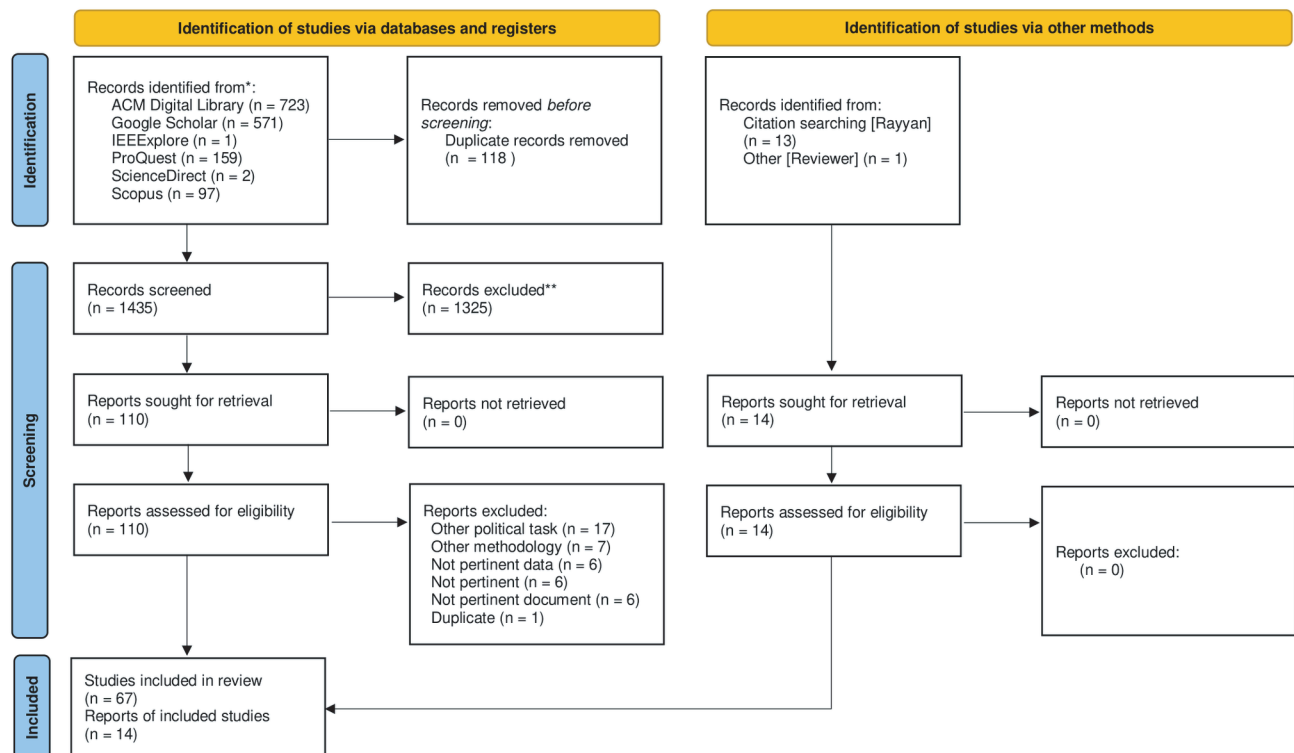 Identification of studies via databases and registers
Identification of studies via other methods
Identification
Records identified from*:
ACM Digital Library (n = 723)
Google Scholar (n = 571)
IEEExplore (n = 1)
ProQuest (n = 159)
ScienceDirect (n = 2)
Scopus (n = 97)
Records removed before
screening:
Duplicate records removed
(n = 118 )
Records identified from:
Citation searching [Rayyan]
(n = 13)
Other [Reviewer] (n = 1)
Screening
Records screened
(n = 1435)
Records excluded**
(n = 1325)
Reports sought for retrieval
(n = 110)
Reports not retrieved
(n = 0)
Reports sought for retrieval
(n = 14)
Reports not retrieved
(n = 0)
Reports assessed for eligibility
(n = 110)
Reports excluded:
Other political task (n = 17)
Other methodology (n = 7)
Not pertinent data (n = 6)
Not pertinent (n = 6)
Not pertinent document (n = 6)
Duplicate (n = 1)
Reports assessed for eligibility
(n = 14)
Reports excluded:
(n = 0)
Included
Studies included in review
(n = 67)
Reports of included studies
(n = 14)